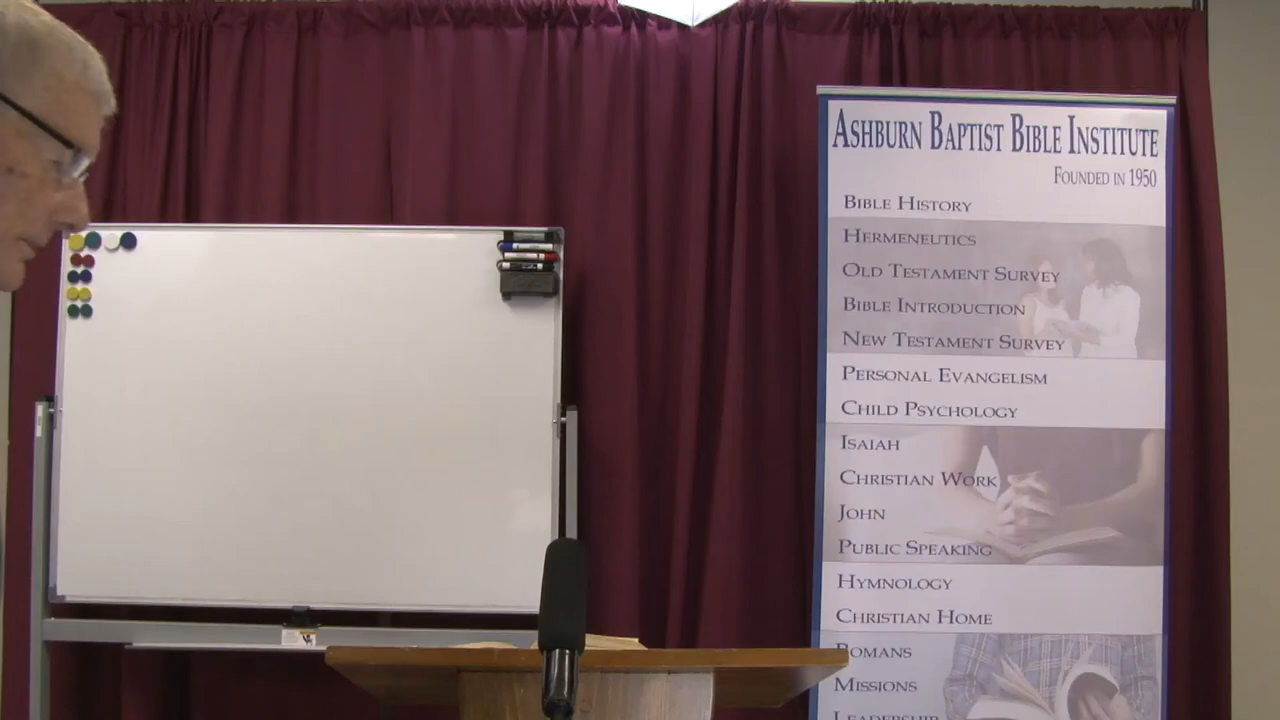 ASHBURN BAPTIST BIBLE INSTITUTE
FOUNDED IN 1950
BIBLE HISTORY
HERMENEUTICS
OLD TESTAMENT SURVEY
BIBLE INTRODUCTION
NEW TESTAMENT SURVEY
PERSONAL EVANGELISM
CHILD PSYCHOLOGY
ISAIAH
CHRISTIAN WORK
JOHN
PUBLIC SPEAKING
HYMNOLOGY
CHRISTIAN HOME
ROMANS
MISSIONS
LEADERSHIP